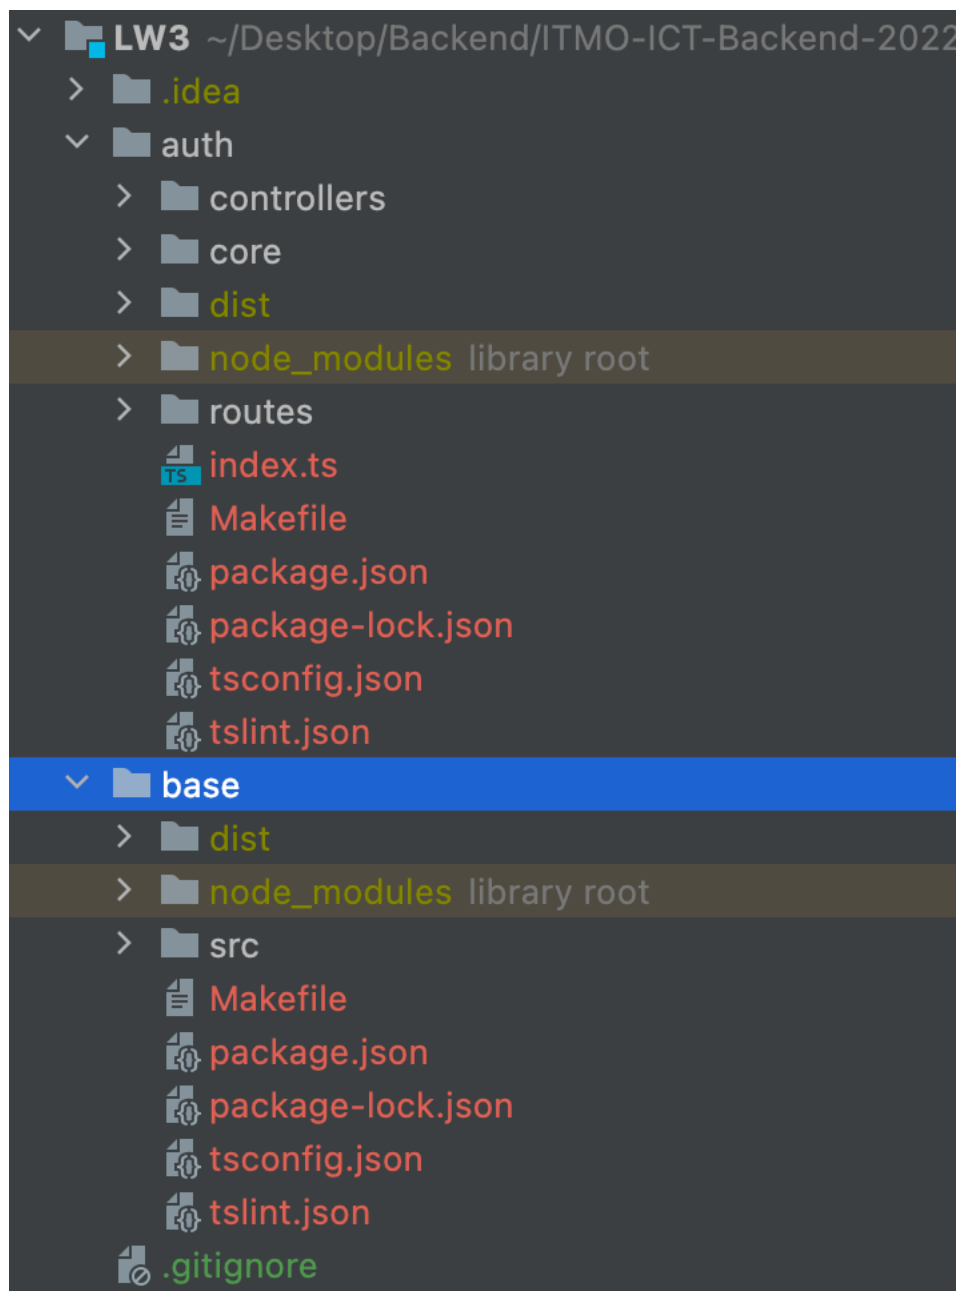 LW3 ~/Desktop/Backend/ITMO-ICT-Backend-2022
.idea
auth
controllers
core
dist
node_modules library root
routes
TS index.ts
Makefile
package.json
package-lock.json
tsconfig.json
tslint.json
base
dist
node_modules library root
src
Makefile
package.json
package-lock.json
tsconfig.json
tslint.json
.gitignore